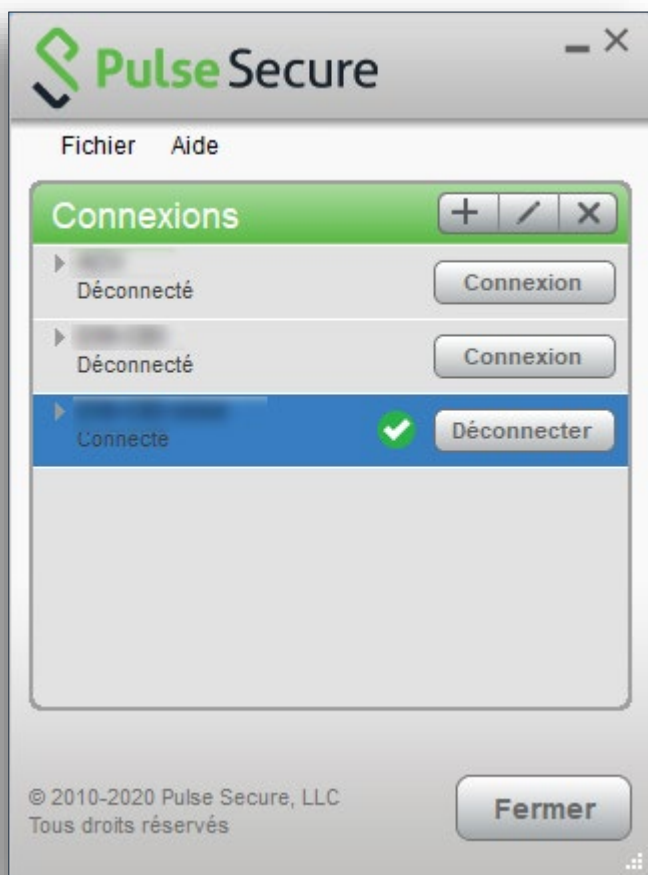 Pulse Secure
Fichier Aide
Connexions
Déconnecté
Connexion
Déconnecté
Connexion
Connecte
Déconnecter
© 2010-2020 Pulse Secure, LLC
Tous droits réservés
Fermer